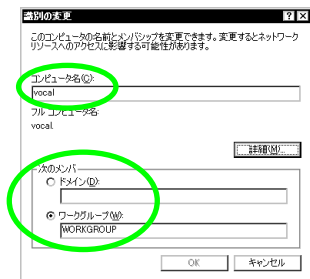 識別の変更
このコンピュータの名前とメンバシップを変更できます。変更するとネットワーク
リソースへのアクセスに影響する可能性があります。
コンピュータ名(C):
vocal
フル コンピュータ名:
vocal.
詳細(M)...
次のメンバ
ドメイン(D):
ワークグループ(W):
WORKGROUP
OK
キャンセル